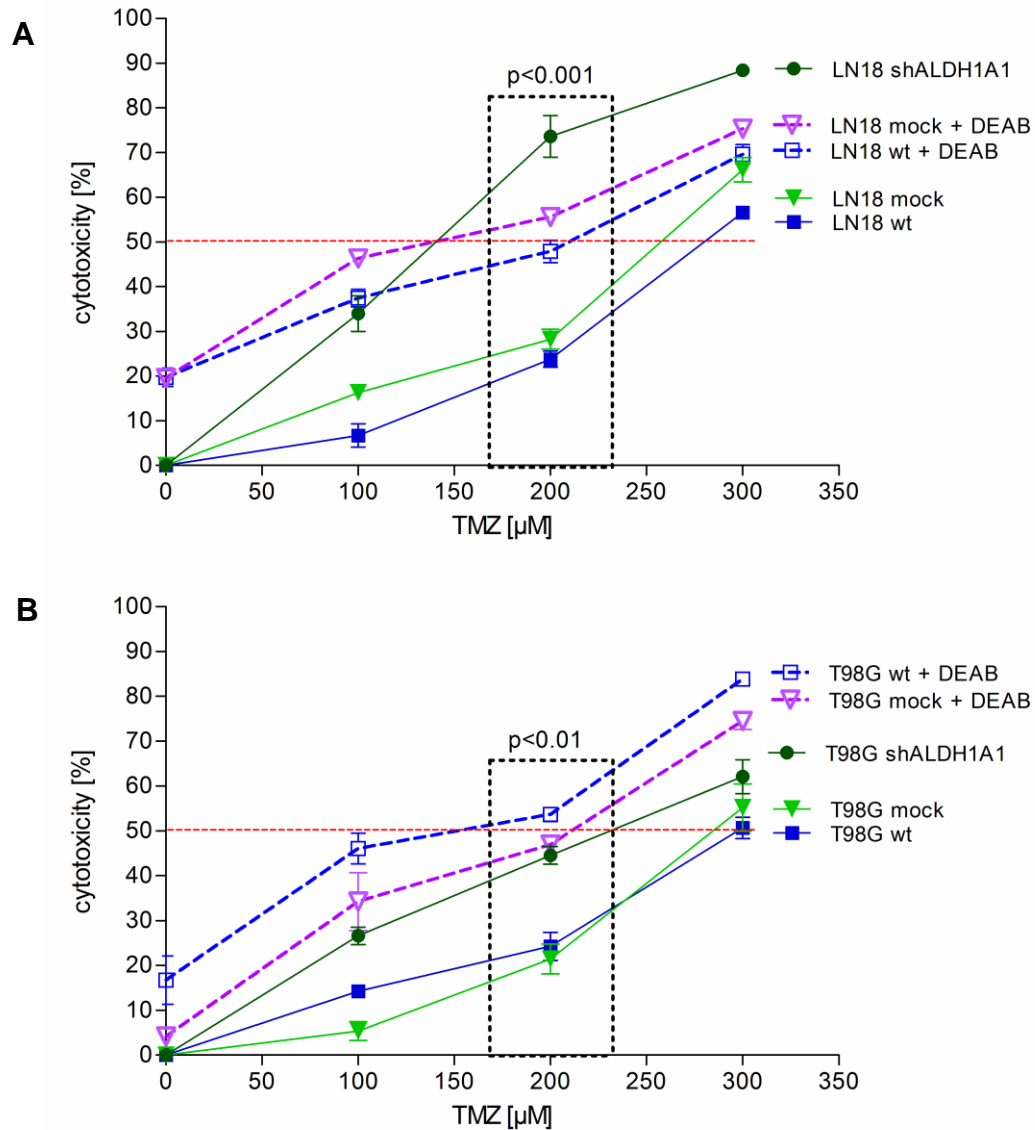 A
100
90
80
70
60
50
40
30
20
10
0
cytotoxicity [%]
p<0.001
LN18 shALDH1A1
LN18 mock + DEAB
LN18 wt + DEAB
LN18 mock
LN18 wt
0 50 100 150 200 250 300 350
TMZ [µM]
B
100
90
80
70
60
50
40
30
20
10
0
cytotoxicity [%]
p<0.01
T98G wt + DEAB
T98G mock + DEAB
T98G shALDH1A1
T98G mock
T98G wt
0 50 100 150 200 250 300 350
TMZ [µM]